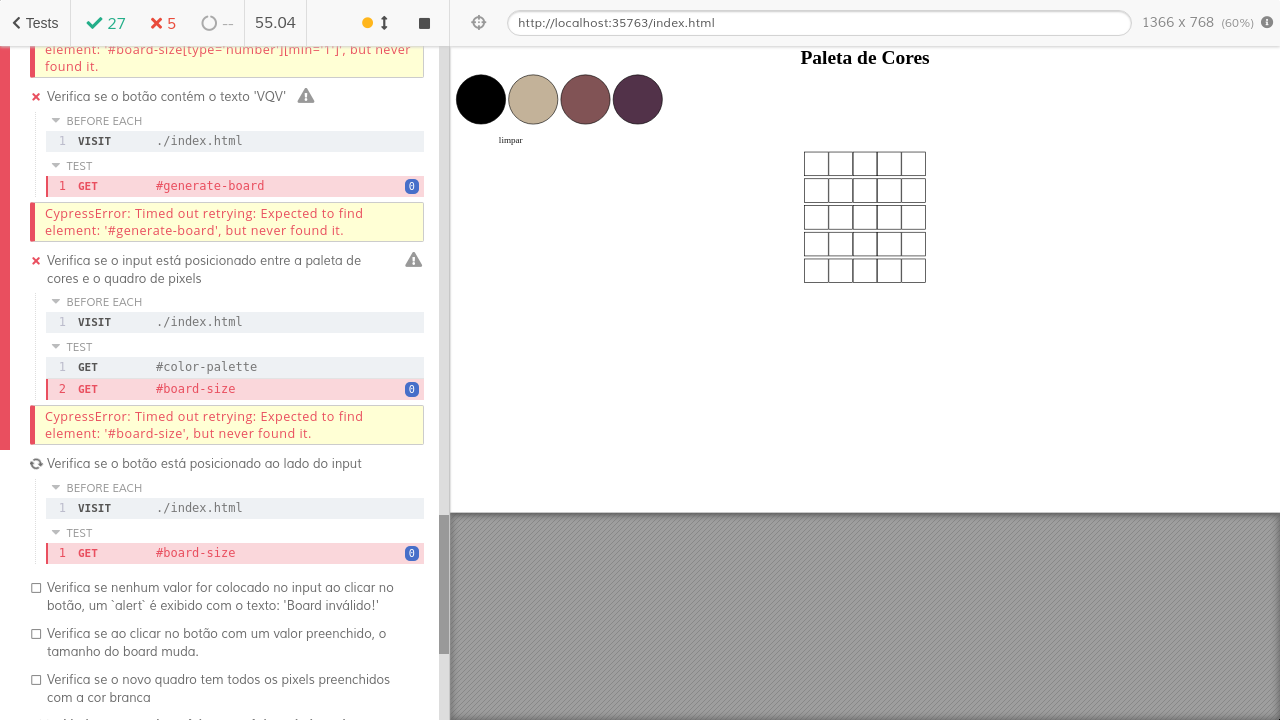 Tests
27
5
--
55.04
http://localhost:35763/index.html
1366 x 768 (60%)
element: '#board-size[type='number'][min='1']', but never
found it.
Verifica se o botão contém o texto 'VQV'
BEFORE EACH
1 VISIT ./index.html
TEST
1 GET #generate-board 0
CypressError: Timed out retrying: Expected to find
element: '#generate-board', but never found it.
Verifica se o input está posicionado entre a paleta de
cores e o quadro de pixels
BEFORE EACH
1 VISIT ./index.html
TEST
1 GET #color-palette
2 GET #board-size 0
CypressError: Timed out retrying: Expected to find
element: '#board-size', but never found it.
Verifica se o botão está posicionado ao lado do input
BEFORE EACH
1 VISIT ./index.html
TEST
1 GET #board-size 0
Verifica se nenhum valor for colocado no input ao clicar no
botão, um `alert` é exibido com o texto: 'Board inválido!'
Verifica se ao clicar no botão com um valor preenchido, o
tamanho do board muda.
Verifica se o novo quadro tem todos os pixels preenchidos
com a cor branca
Paleta de Cores
limpar